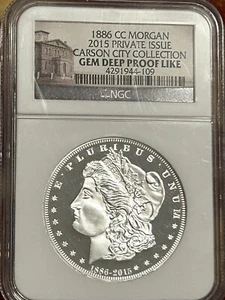 1886 CC MORGAN
2015 PRIVATE ISSUE
CARSON CITY COLLECTION
GEM DEEP PROOF LIKE
4291944-109
NGC
E·PLURIBUS·UNUM
1886-2015